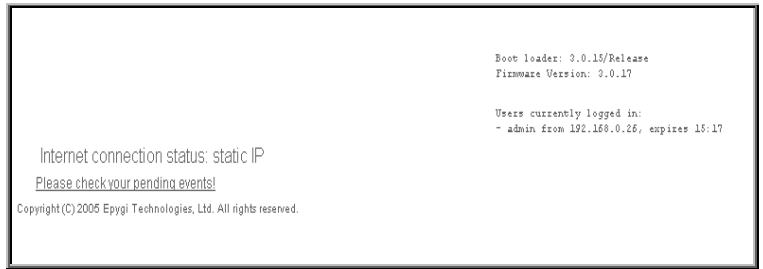 Boot loader: 3.0.15/Release
Firmware Version: 3.0.17
Users currently logged in:
- admin from 192.168.0.26, expires 15:17
Internet connection status: static IP
Please check your pending events!
Copyright (C) 2005 Epygi Technologies, Ltd. All rights reserved.